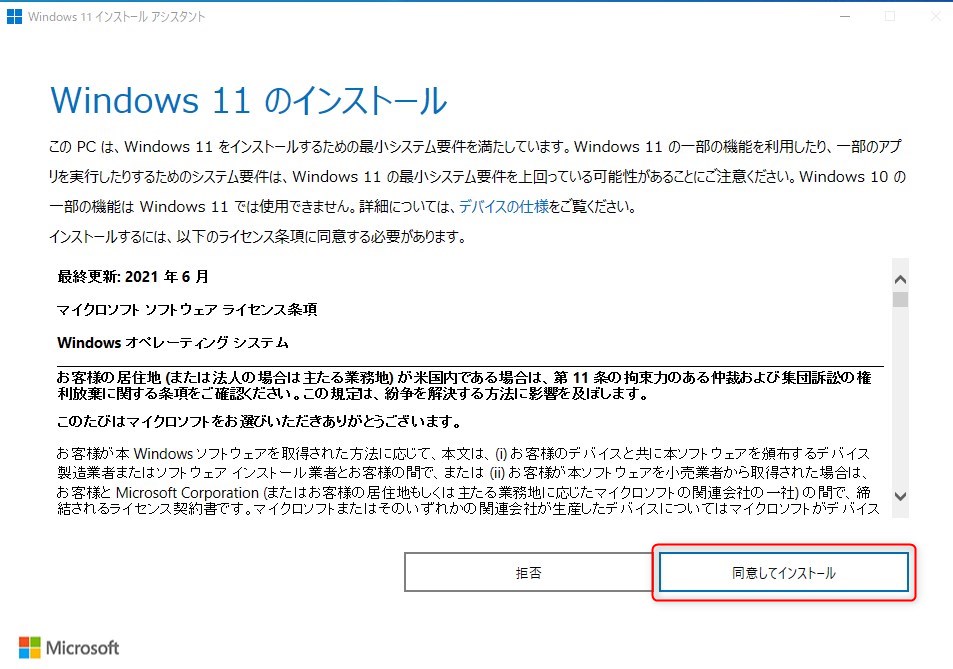 Windows 11 インストール アシスタント
Windows 11 のインストール
この PC は、Windows 11 をインストールするための最小システム要件を満たしています。Windows 11 の一部の機能を利用したり、一部のアプ
リを実行したりするためのシステム要件は、Windows 11 の最小システム要件を上回っている可能性があることにご注意ください。Windows 10 の
一部の機能は Windows 11 では使用できません。詳細については、デバイスの仕様をご覧ください。
インストールするには、以下のライセンス条項に同意する必要があります。
最終更新: 2021 年 6 月
マイクロソフト ソフトウェア ライセンス条項
Windows オペレーティング システム
お客様の居住地 (または法人の場合は主たる業務地) が米国内である場合は、第 11 条の拘束力のある仲裁および集団訴訟の権
利放棄に関する条項をご確認ください。この規定は、紛争を解決する方法に影響を及ぼします。
このたびはマイクロソフトをお選びいただきありがとうございます。
お客様が本 Windows ソフトウェアを取得された方法に応じて、本文は、(i) お客様のデバイスと共に本ソフトウェアを頒布するデバイス
製造業者またはソフトウェア インストール業者とお客様の間で、または (ii) お客様が本ソフトウェアを小売業者から取得された場合は、
お客様と Microsoft Corporation (またはお客様の居住地もしくは主たる業務地に応じたマイクロソフトの関連会社の一社) の間で、締
結されるライセンス契約書です。マイクロソフトまたはそのいずれかの関連会社が生産したデバイスについてはマイクロソフトがデバイス
拒否
同意してインストール
Microsoft